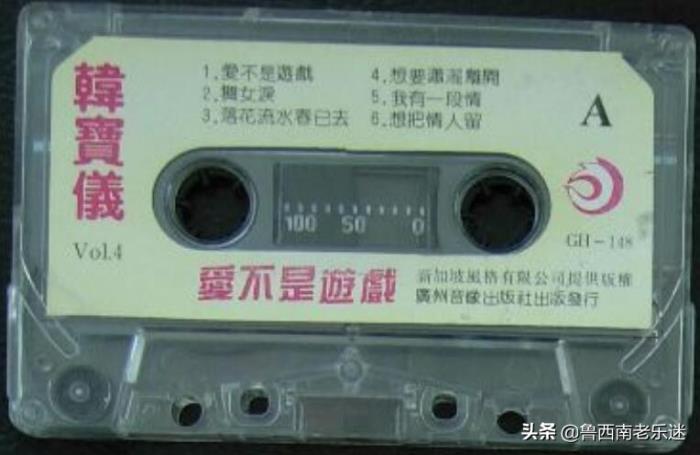 韓寶儀
Vol.4
1.愛不是遊戲
2.舞女淚
3.落花流水春已去
4.想要瀟灑離開
5.我有一段情
6.想把情人留
A
100 50 0
GH-148
愛不是遊戲
新加坡風格有限公司提供版權
廣州音像出版社出版發行
头条 @鲁西南老乐迷